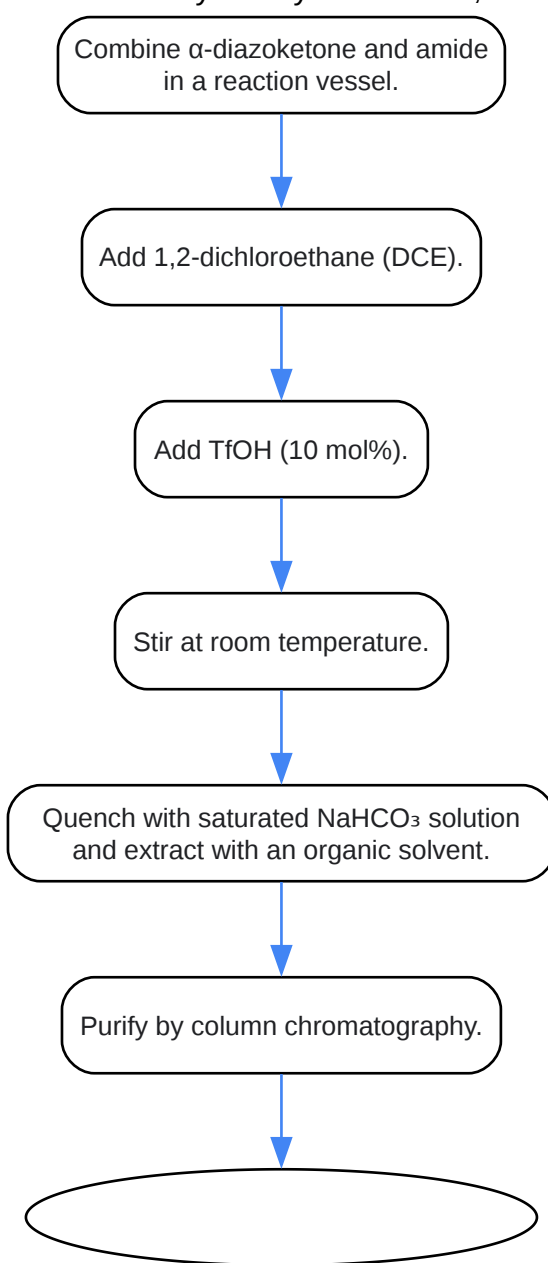 Combine α-diazoketone and amide
in a reaction vessel.
Add 1,2-dichloroethane (DCE).
Add TfOH (10 mol%).
Stir at room temperature.
Quench with saturated NaHCO₃ solution
and extract with an organic solvent.
Purify by column chromatography.